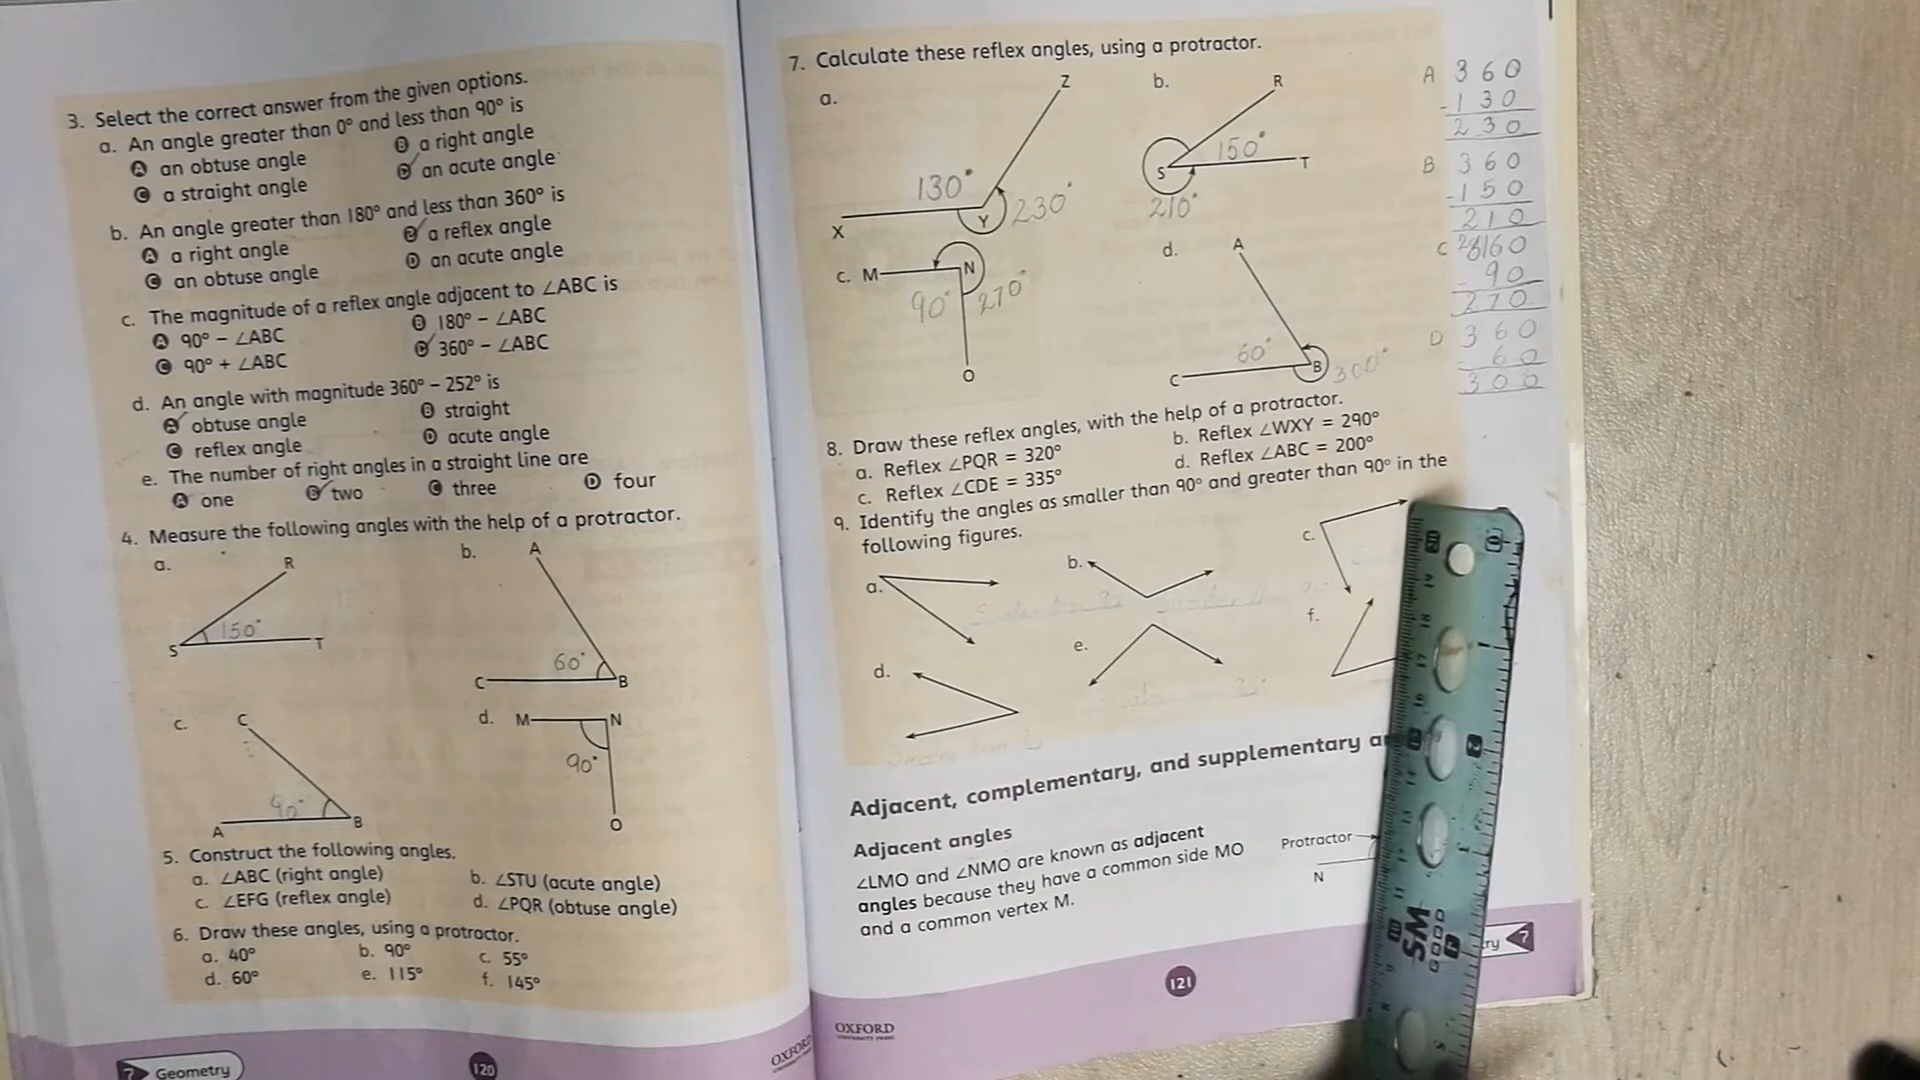 3. Select the correct answer from the given options.
a. An angle greater than 0° and less than 90° is
A an obtuse angle
B a right angle
C a straight angle
D an acute angle
b. An angle greater than 180° and less than 360° is
A a right angle
B a reflex angle
C an obtuse angle
D an acute angle
c. The magnitude of a reflex angle adjacent to ∠ABC is
A 90° – ∠ABC
B 180° – ∠ABC
C 90° + ∠ABC
D 360° – ∠ABC
d. An angle with magnitude 360° – 252° is
A obtuse angle
B straight
C reflex angle
D acute angle
e. The number of right angles in a straight line are
A one
B two
C three
D four
4. Measure the following angles with the help of a protractor.
a.
R
150°
S
T
b.
A
60°
C
B
c.
C
A
B
d.
M
N
90°
O
5. Construct the following angles.
a. ∠ABC (right angle)
b. ∠STU (acute angle)
c. ∠EFG (reflex angle)
d. ∠PQR (obtuse angle)
6. Draw these angles, using a protractor.
a. 40°
b. 90°
c. 55°
d. 60°
e. 115°
f. 145°
7 Geometry
120
OXFORD
7. Calculate these reflex angles, using a protractor.
a.
Z
130°
X
Y
230°
b.
R
150°
S
T
210°
c.
M
N
90°
270°
O
d.
A
60°
C
B
300°
A 360
-130
230
B 360
-150
210
C
- 90
270
D 360
- 60
300
8. Draw these reflex angles, with the help of a protractor.
a. Reflex ∠PQR = 320°
b. Reflex ∠WXY = 290°
c. Reflex ∠CDE = 335°
d. Reflex ∠ABC = 200°
9. Identify the angles as smaller than 90° and greater than 90° in the
following figures.
a.
b.
c.
d.
e.
f.
Adjacent, complementary, and supplementary
Adjacent angles
∠LMO and ∠NMO are known as adjacent
angles because they have a common side MO
and a common vertex M.
Protractor
N
7
121
OXFORD
UNIVERSITY PRESS
SM
GOOD